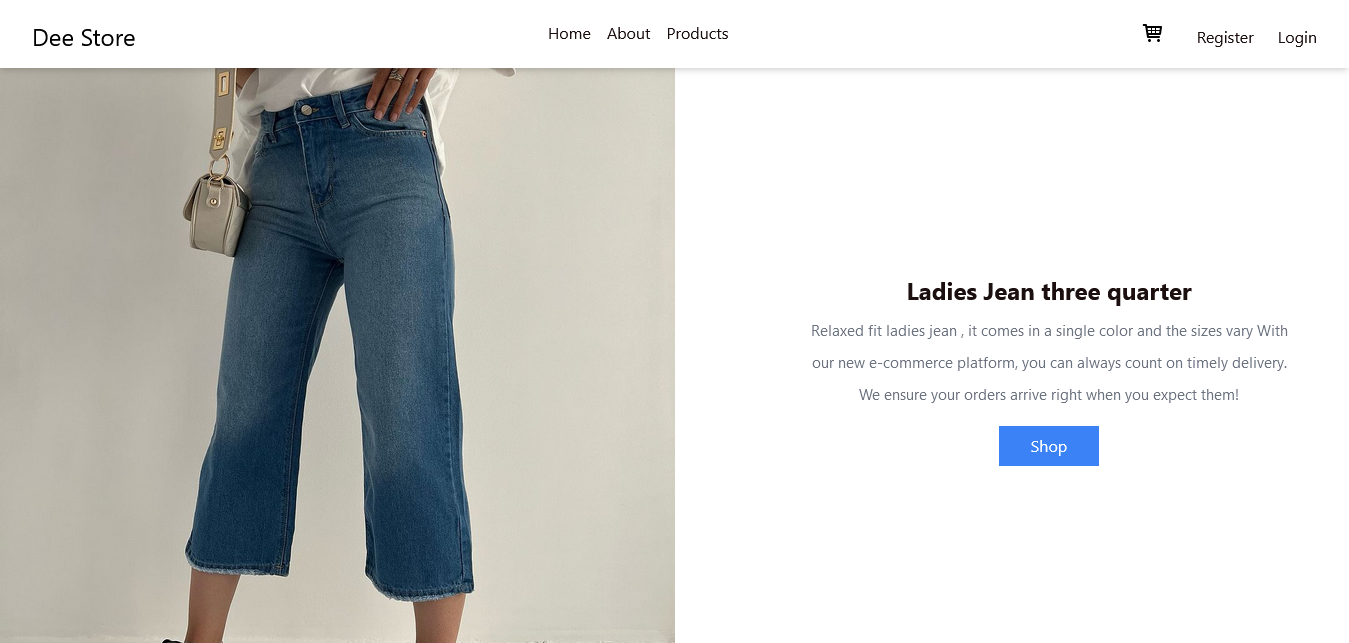 Dee Store
Home About Products
Register Login
Ladies Jean three quarter
Relaxed fit ladies jean , it comes in a single color and the sizes vary With
our new e-commerce platform, you can always count on timely delivery.
We ensure your orders arrive right when you expect them!
Shop